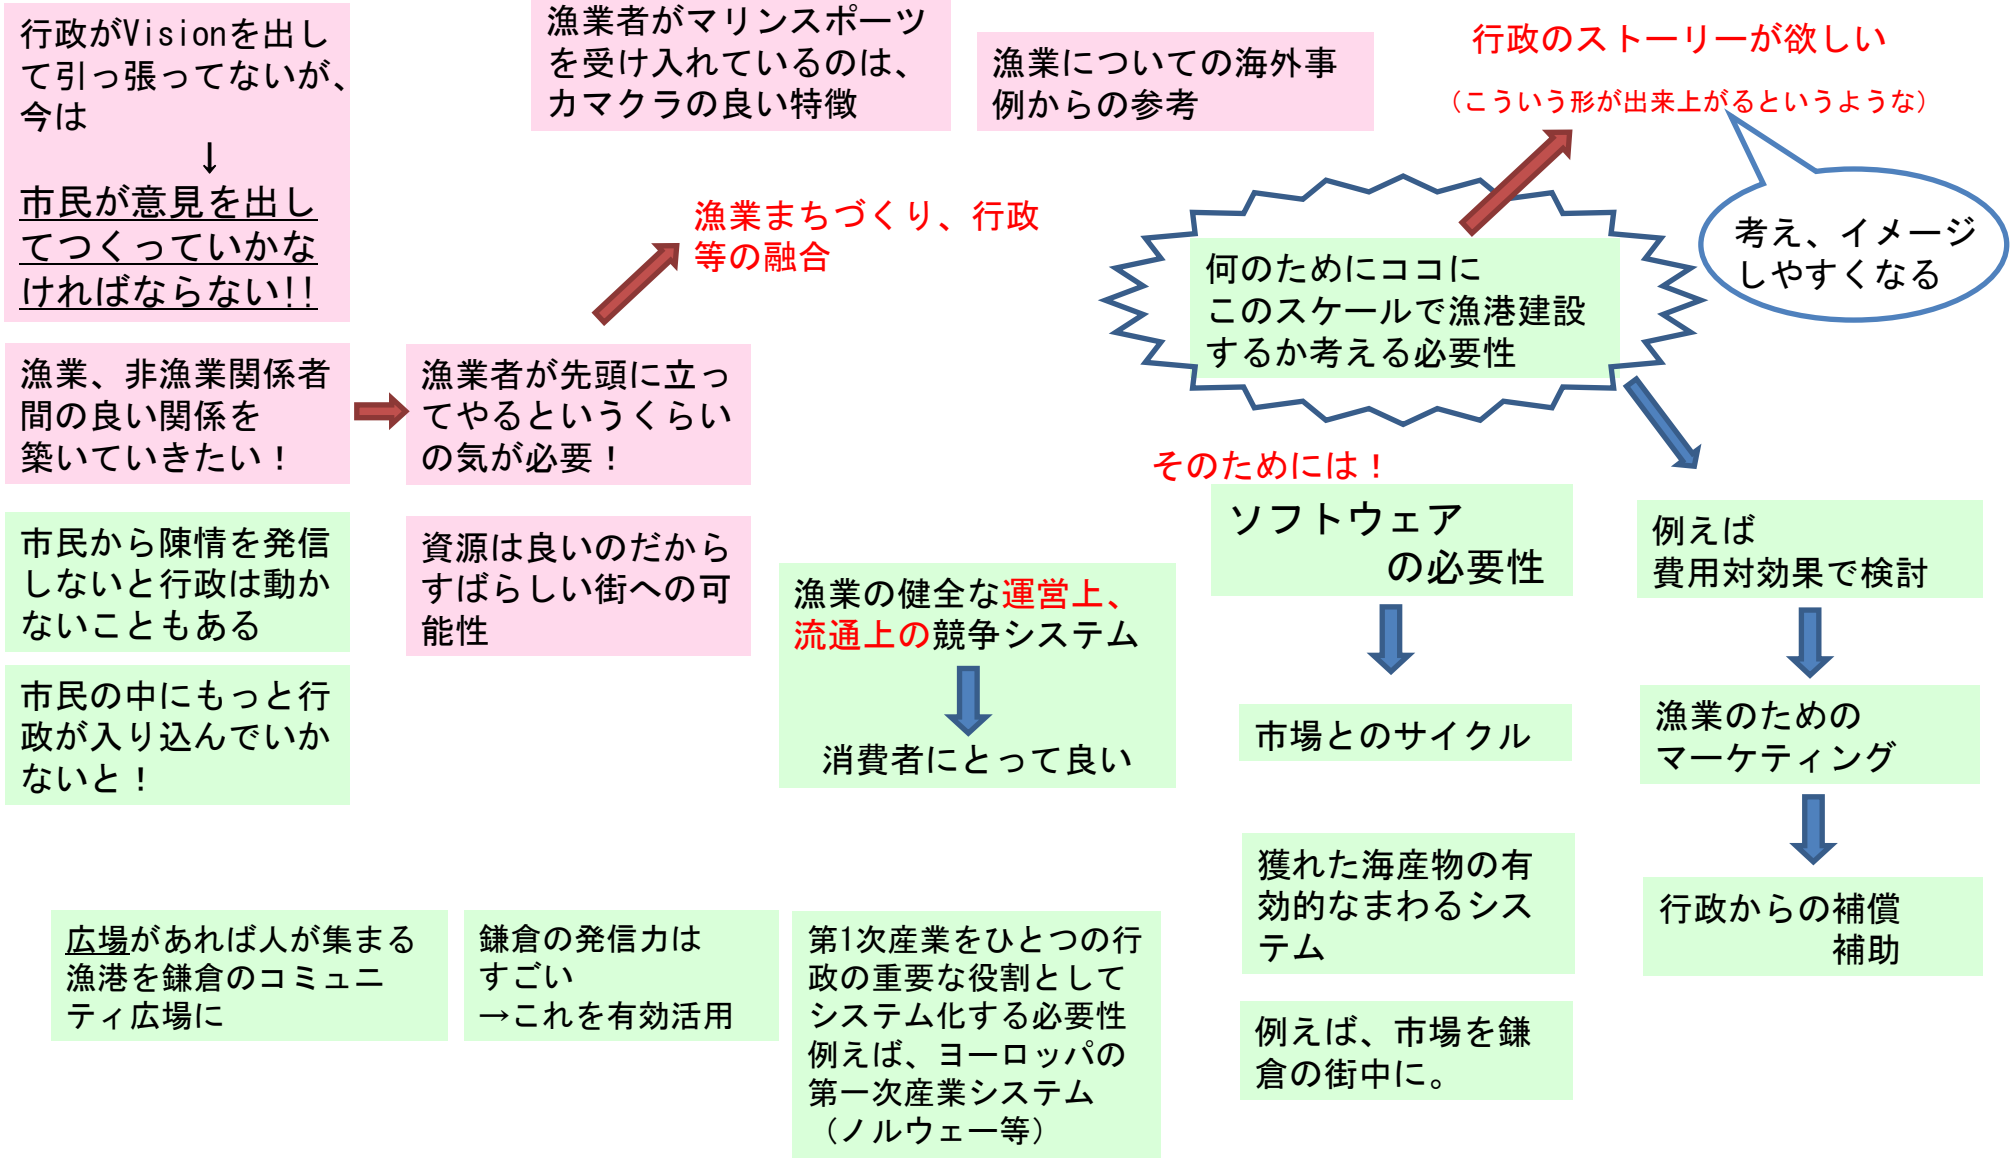 行政がVisionを出し
て引っ張ってないが、
今は
↓
市民が意見を出し
てつくっていかな
ければならない!!
漁業者がマリンスポーツ
を受け入れているのは、
カマクラの良い特徴
漁業についての海外事
例からの参考
行政のストーリーが欲しい
（こういう形が出来上がるというような）
考え、イメージ
しやすくなる
漁業まちづくり、行政
等の融合
何のためにココに
このスケールで漁港建設
するか考える必要性
漁業、非漁業関係者
間の良い関係を
築いていきたい！
漁業者が先頭に立っ
てやるというくらい
の気が必要！
そのためには！
ソフトウェア
の必要性
例えば
費用対効果で検討
市民から陳情を発信
しないと行政は動か
ないこともある
資源は良いのだから
すばらしい街への可
能性
漁業の健全な運営上、
流通上の競争システム
消費者にとって良い
市場とのサイクル
漁業のための
マーケティング
市民の中にもっと行
政が入り込んでいか
ないと！
獲れた海産物の有
効的なまわるシス
テム
行政からの補償
補助
広場があれば人が集まる
漁港を鎌倉のコミュニ
ティ広場に
鎌倉の発信力は
すごい
→これを有効活用
第1次産業をひとつの行
政の重要な役割として
システム化する必要性
例えば、ヨーロッパの
第一次産業システム
（ノルウェー等）
例えば、市場を鎌
倉の街中に。